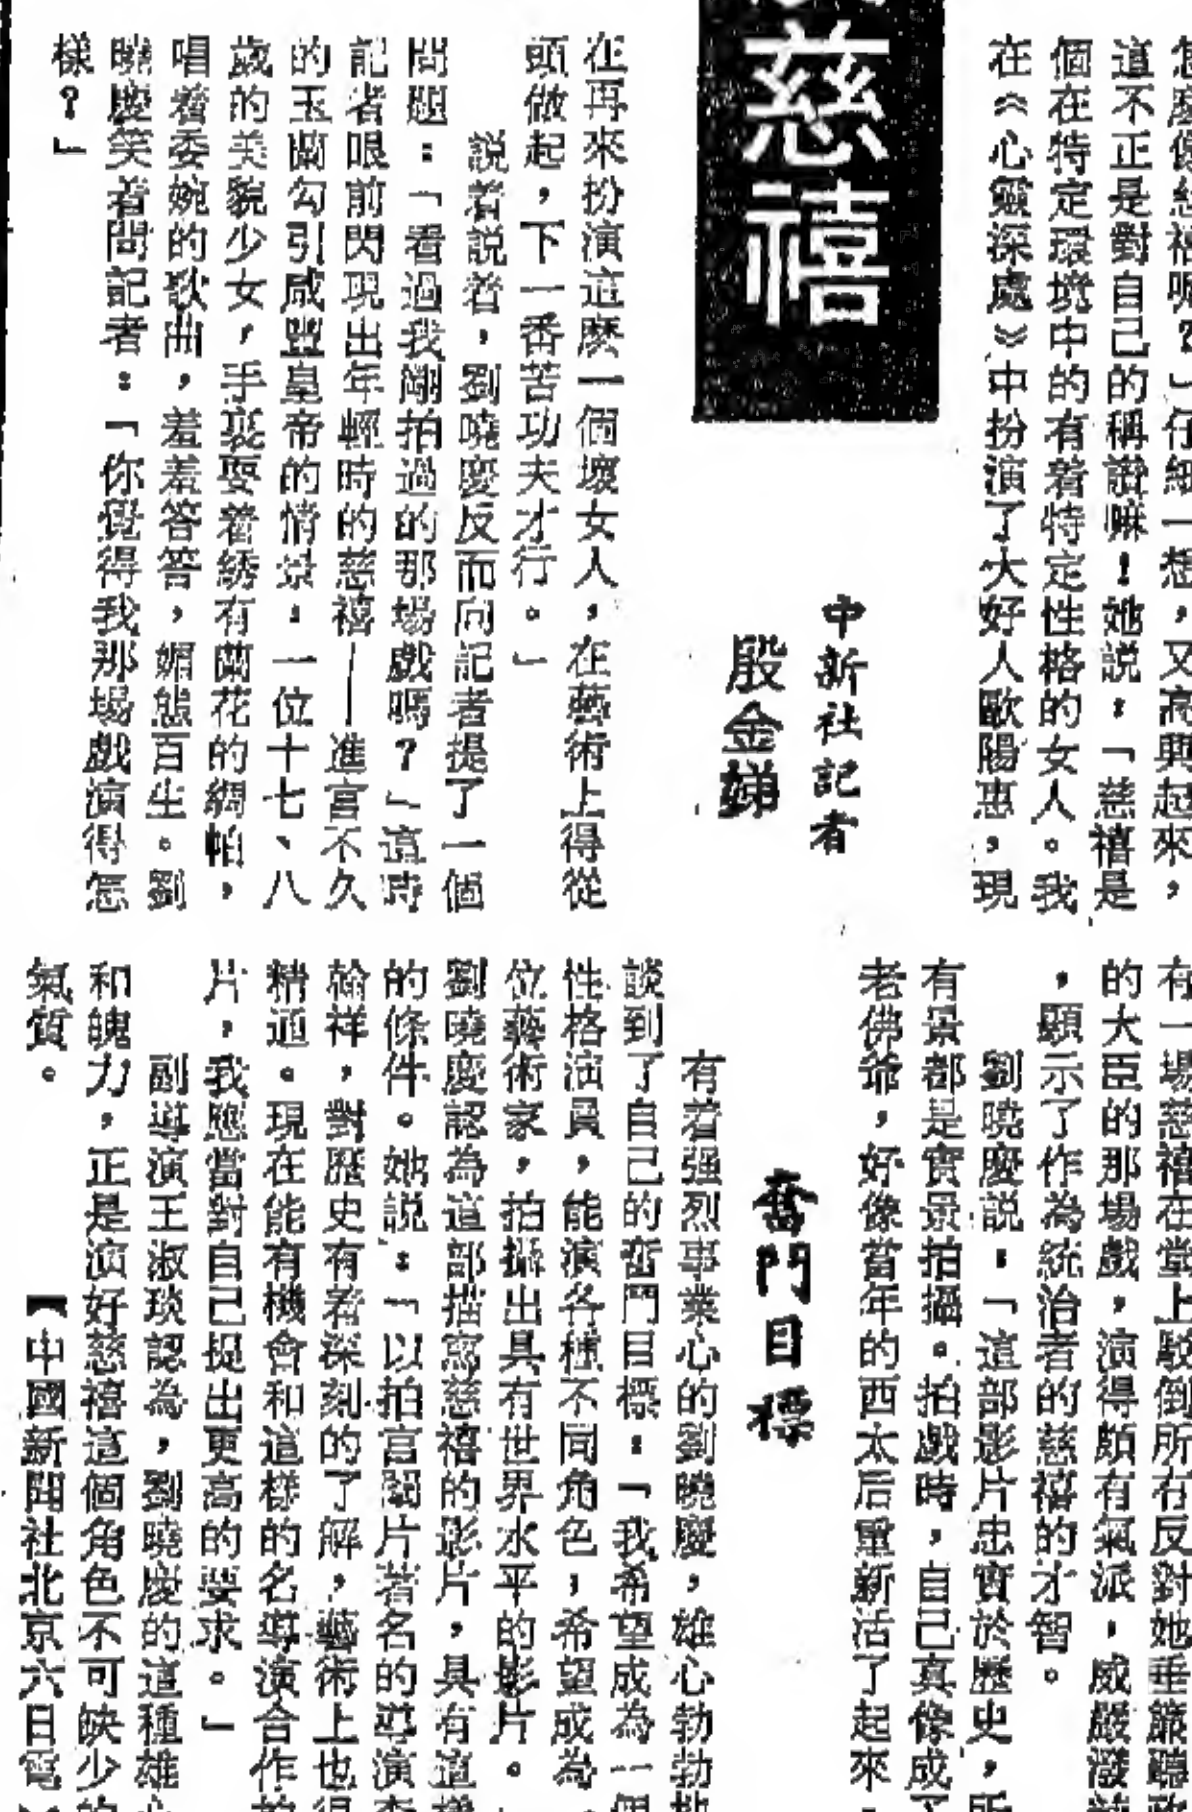 慈禧
怎麼像慈禧呢？」仔細一想，又高興起來，
這不正是對自己的稱讚嘛！她説：「慈禧是
個在特定環境中的有着特定性格的女人。我
在《心靈深處》中扮演了大好人歐陽惠，現
中新社記者
殷金娣
在再來扮演這麽一個壞女人，在藝術上得從
頭做起，下一番苦功夫才行。」
説着説着，劉曉慶反而向記者提了一個
問題：「看過我剛拍過的那場戲嗎？」這時
記者眼前閃現出年輕時的慈禧——進宮不久
的玉蘭勾引咸豐皇帝的情景：一位十七、八
歲的美貌少女，手裏耍着綉有蘭花的綢帕，
唱着委婉的歌曲，羞羞答答，媚態百生。劉
曉慶笑着問記者：「你覺得我那場戲演得怎
樣？」
有一場慈禧在堂上駁倒所有反對她垂簾聽政
的大臣的那場戲，演得頗有氣派，威嚴潑
，顯示了作為統治者的慈禧的才智。
劉曉慶説：「這部影片忠實於歷史，所
有景都是實景拍攝。拍戲時，自己真像成了
老佛爺，好像當年的西太后重新活了起來
奮鬥目標
有着强烈事業心的劉曉慶，雄心勃勃地
談到了自己的奮鬥目標：「我希望成為一個
性格演員，能演各種不同角色，希望成為
位藝術家，拍攝出具有世界水平的影片。
劉曉慶認為這部描寫慈禧的影片，具有這樣
的條件。她説：「以拍宮闈片著名的導演李
翰祥，對歷史有着深刻的了解，藝術上也很
精通。現在能有機會和這樣的名導演合作拍
片，我應當對自己提出更高的要求。」
副導演王淑琰認為，劉曉慶的這種雄心
和魄力，正是演好慈禧這個角色不可缺少的
氣質。
【中國新聞社北京六日電】